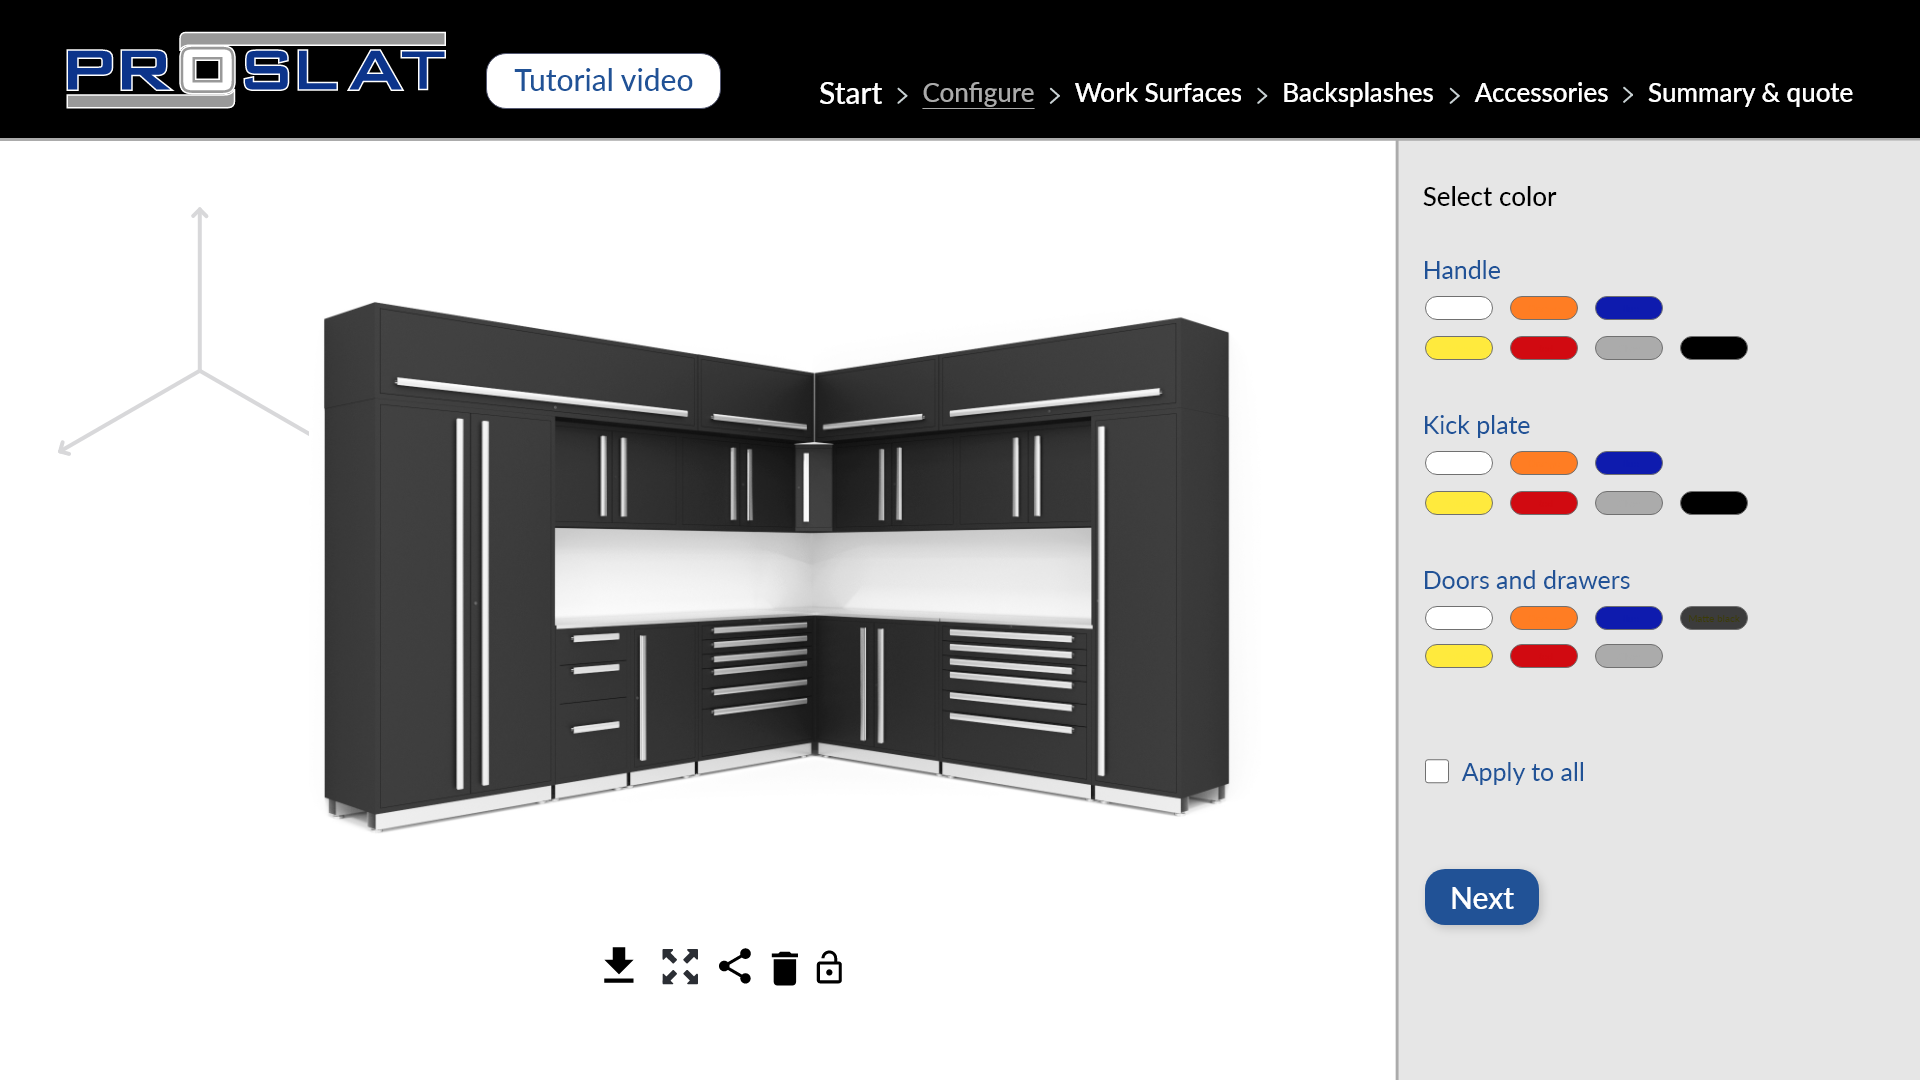 PROSLAT
Tutorial video
Start > Configure > Work Surfaces > Backsplashes > Accessories > Summary & quote
Select color
Handle
Kick plate
Doors and drawers
Apply to all
Next